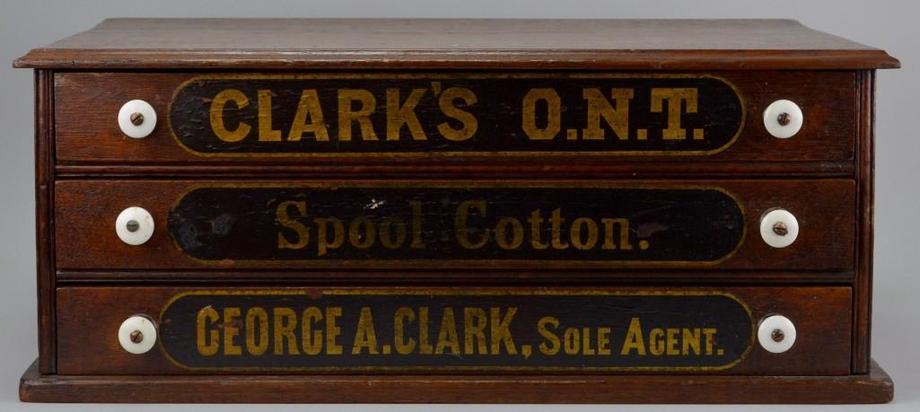 CLARK'S O.N.T.
Spool Cotton.
GEORGE A. CLARK, SOLE AGENT.